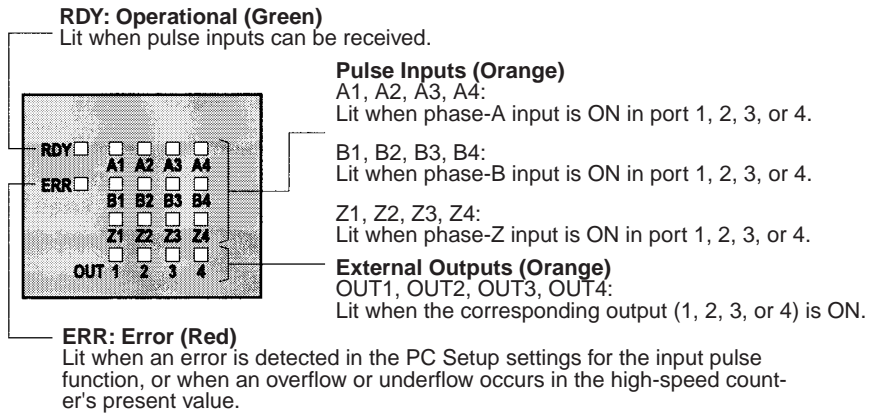 RDY: Operational (Green)
Lit when pulse inputs can be received.
Pulse Inputs (Orange)
A1, A2, A3, A4:
Lit when phase-A input is ON in port 1, 2, 3, or 4.
B1, B2, B3, B4:
Lit when phase-B input is ON in port 1, 2, 3, or 4.
Z1, Z2, Z3, Z4:
Lit when phase-Z input is ON in port 1, 2, 3, or 4.
External Outputs (Orange)
OUT1, OUT2, OUT3, OUT4:
Lit when the corresponding output (1, 2, 3, or 4) is ON.
RDY
A1 A2 A3 A4
ERR
B1 B2 B3 B4
Z1 Z2 Z3 Z4
OUT 1 2 3 4
ERR: Error (Red)
Lit when an error is detected in the PC Setup settings for the input pulse
function, or when an overflow or underflow occurs in the high-speed count-
er's present value.